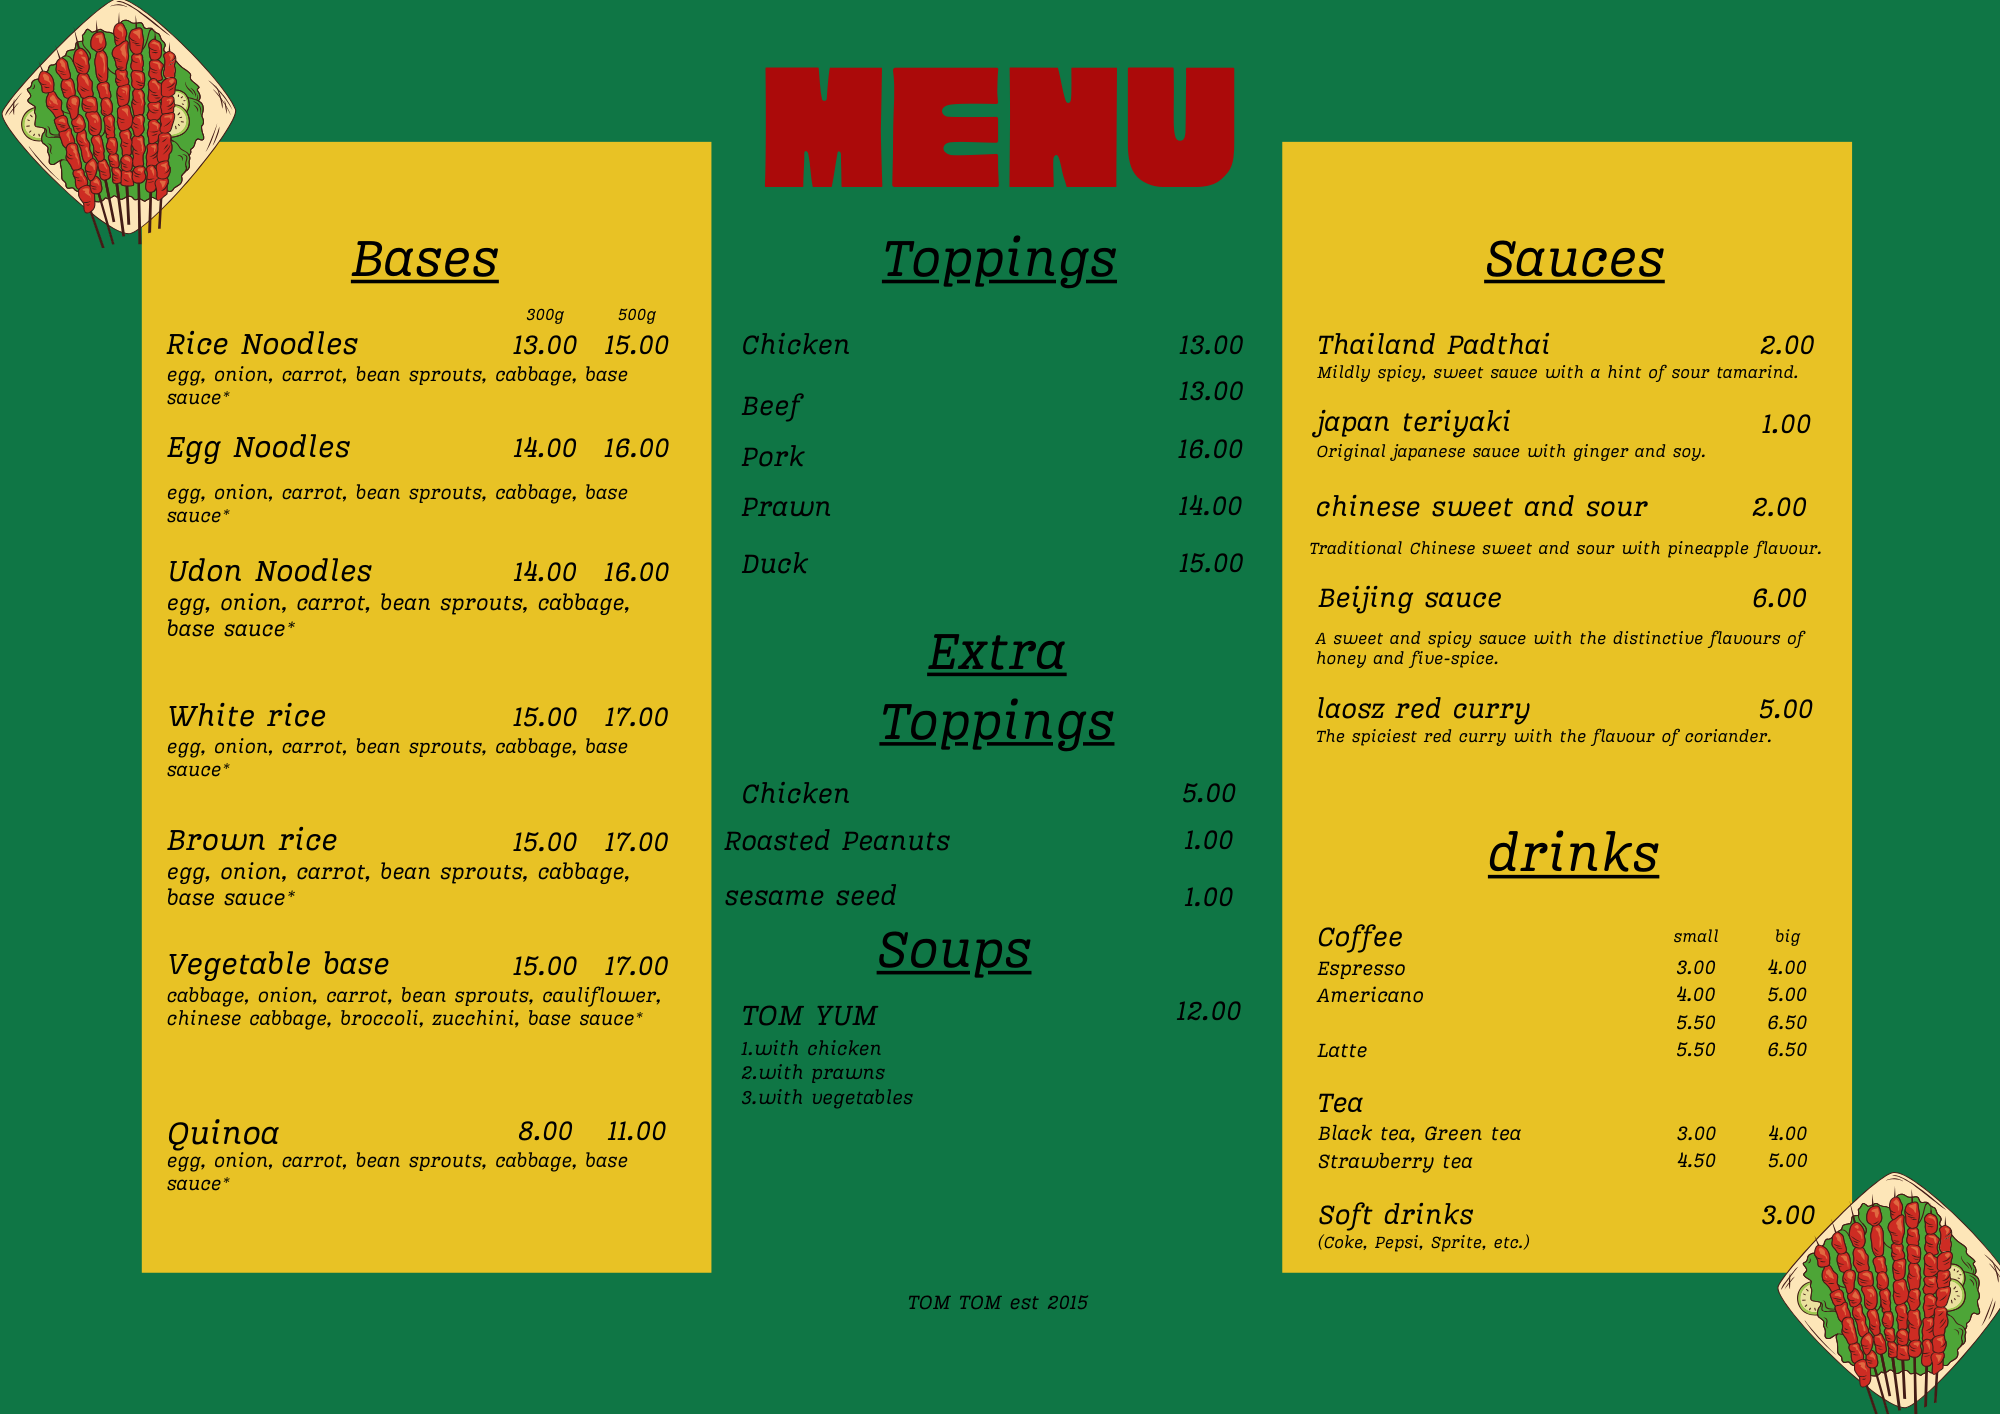 MENU
Bases
300g 500g
Rice Noodles 13.00 15.00
egg, onion, carrot, bean sprouts, cabbage, base
sauce*
Egg Noodles 14.00 16.00
egg, onion, carrot, bean sprouts, cabbage, base
sauce*
Udon Noodles 14.00 16.00
egg, onion, carrot, bean sprouts, cabbage,
base sauce*
White rice 15.00 17.00
egg, onion, carrot, bean sprouts, cabbage, base
sauce*
Brown rice 15.00 17.00
egg, onion, carrot, bean sprouts, cabbage,
base sauce*
Vegetable base 15.00 17.00
cabbage, onion, carrot, bean sprouts, cauliflower,
chinese cabbage, broccoli, zucchini, base sauce*
Quinoa 8.00 11.00
egg, onion, carrot, bean sprouts, cabbage, base
sauce*
Toppings
Chicken 13.00
Beef 13.00
Pork 16.00
Prawn 14.00
Duck 15.00
Extra
Toppings
Chicken 5.00
Roasted Peanuts 1.00
sesame seed 1.00
Soups
TOM YUM 12.00
1.with chicken
2.with prawns
3.with vegetables
Sauces
Thailand Padthai 2.00
Mildly spicy, sweet sauce with a hint of sour tamarind.
japan teriyaki 1.00
Original japanese sauce with ginger and soy.
chinese sweet and sour 2.00
Traditional Chinese sweet and sour with pineapple flavour.
Beijing sauce 6.00
A sweet and spicy sauce with the distinctive flavours of
honey and five-spice.
laosz red curry 5.00
The spiciest red curry with the flavour of coriander.
drinks
Coffee small big
Espresso 3.00 4.00
Americano 4.00 5.00
5.50 6.50
Latte 5.50 6.50
Tea
Black tea, Green tea 3.00 4.00
Strawberry tea 4.50 5.00
Soft drinks 3.00
(Coke, Pepsi, Sprite, etc.)
TOM TOM est 2015